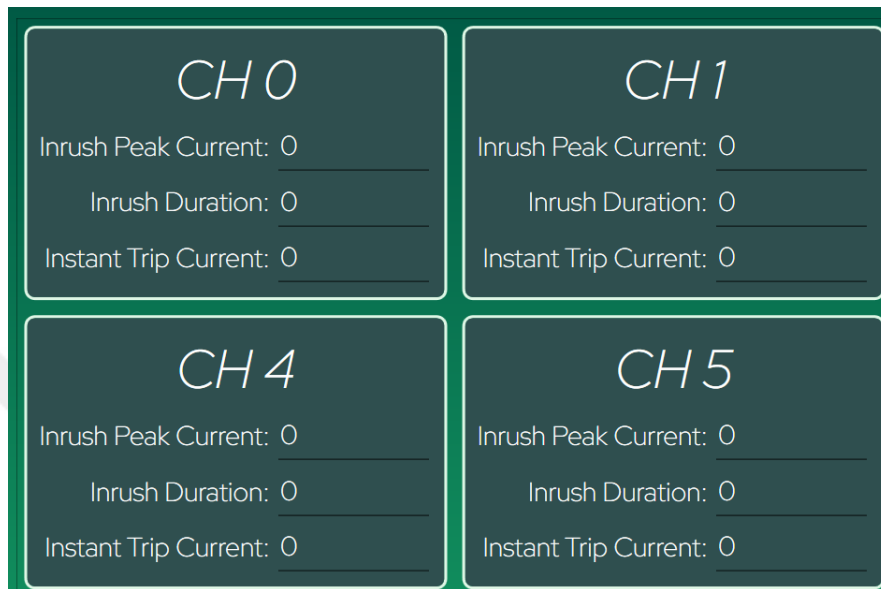 CH 0
Inrush Peak Current: 0
Inrush Duration: 0
Instant Trip Current: 0
CH 1
Inrush Peak Current: 0
Inrush Duration: 0
Instant Trip Current: 0
CH 4
Inrush Peak Current: 0
Inrush Duration: 0
Instant Trip Current: 0
CH 5
Inrush Peak Current: 0
Inrush Duration: 0
Instant Trip Current: 0